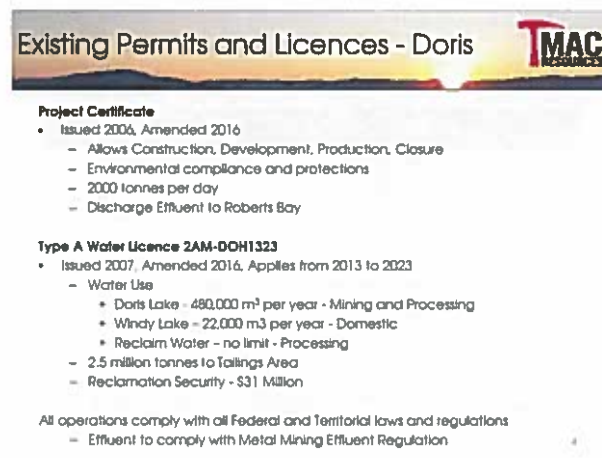 Existing Permits and Licences - Doris
TMAC
RESOURCES
Project Certificate
• Issued 2006, Amended 2016
– Allows Construction, Development, Production, Closure
– Environmental compliance and protections
– 2000 tonnes per day
– Discharge Effluent to Roberts Bay
Type A Water Licence 2AM-DOH1323
• Issued 2007, Amended 2016, Applies from 2013 to 2023
– Water Use
• Doris Lake - 480,000 m³ per year - Mining and Processing
• Windy Lake – 22,000 m3 per year - Domestic
• Reclaim Water – no limit - Processing
– 2.5 million tonnes to Tailings Area
– Reclamation Security - $31 Million
All operations comply with all Federal and Territorial laws and regulations
– Effluent to comply with Metal Mining Effluent Regulation
4